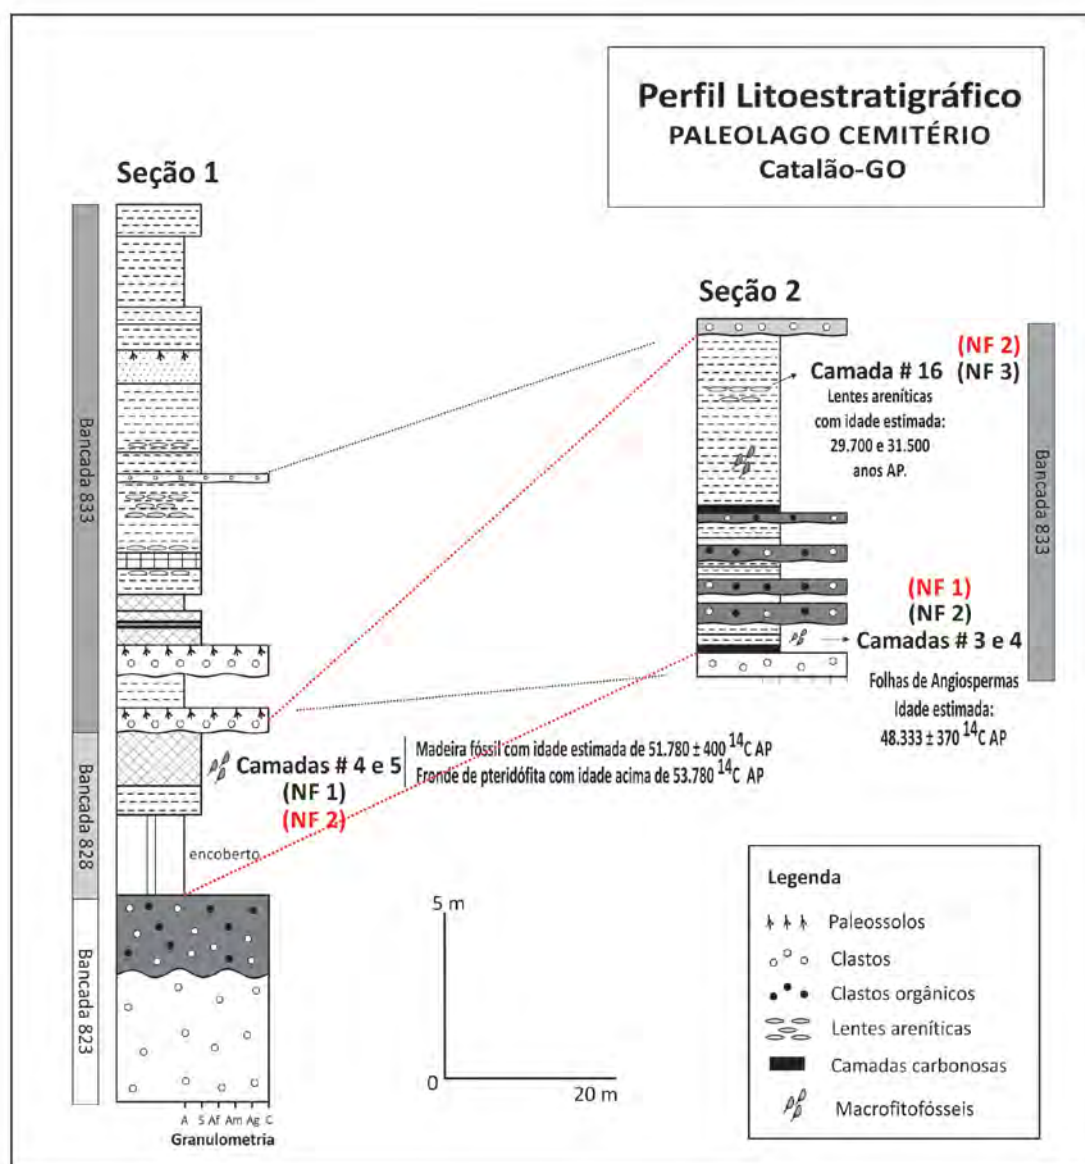 Perfil Litoestratigráfico
PALEOLAGO CEMITÉRIO
Catalão-GO
Seção 1
Bancada 833
Bancada 828
Bancada 823
encoberto
A S Af Am Ag C
Granulometria
Camadas # 4 e 5
(NF 1)
(NF 2)
Madeira fóssil com idade estimada de 51.780 ± 400 ¹⁴C AP
Fronde de pteridófita com idade acima de 53.780 ¹⁴C AP
Seção 2
(NF 2)
Camada # 16 (NF 3)
Lentes areníticas
com idade estimada:
29.700 e 31.500
anos AP.
Bancada 833
(NF 1)
(NF 2)
Camadas # 3 e 4
Folhas de Angiospermas
Idade estimada:
48.333 ± 370 ¹⁴C AP
5 m
0
20 m
Legenda
Paleossolos
Clastos
Clastos orgânicos
Lentes areníticas
Camadas carbonosas
Macrofitofósseis